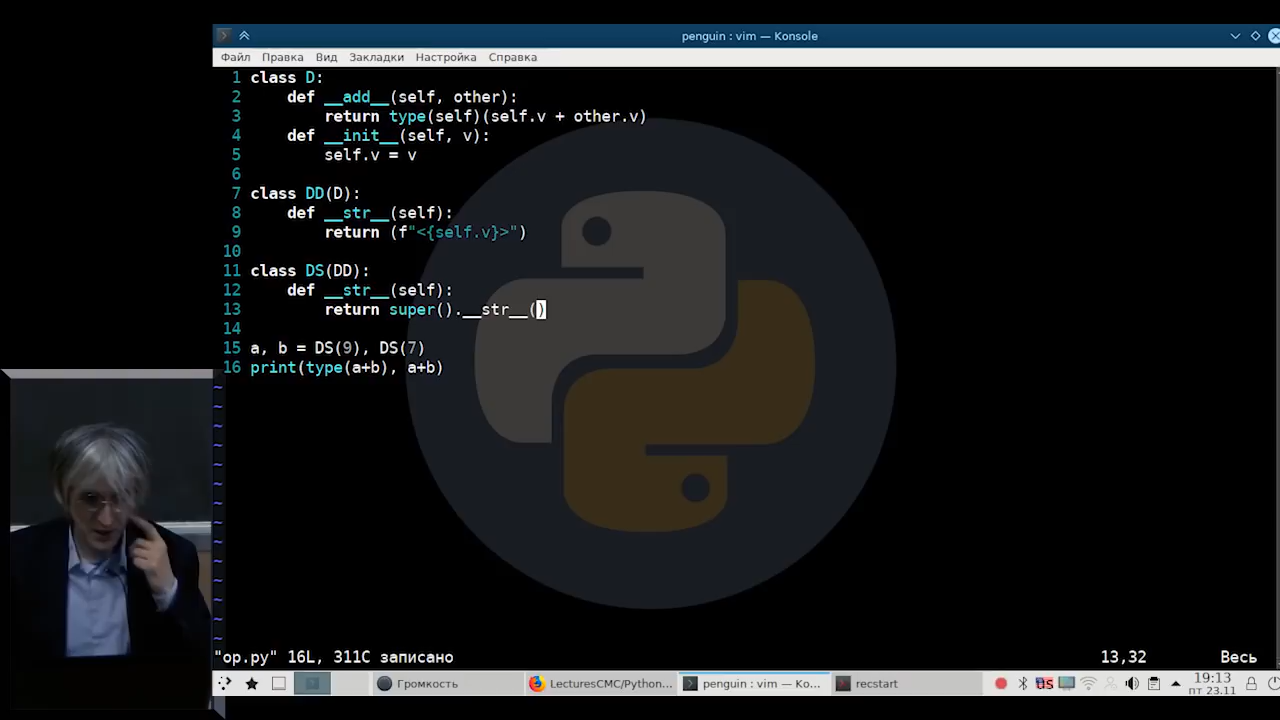 penguin : vim — Konsole
Файл Правка Вид Закладки Настройка Справка
1 class D:
2     def __add__(self, other):
3         return type(self)(self.v + other.v)
4     def __init__(self, v):
5         self.v = v
6
7 class DD(D):
8     def __str__(self):
9         return (f"<{self.v}>")
10
11 class DS(DD):
12     def __str__(self):
13         return super().__str__()
14
15 a, b = DS(9), DS(7)
16 print(type(a+b), a+b)
~
~
~
~
~
~
~
~
~
~
~
~
~
~
"op.py" 16L, 311C записано 13,32 Весь
Громкость LecturesCMC/Python... penguin : vim — Ko... recstart US 19:13
пт 23.11